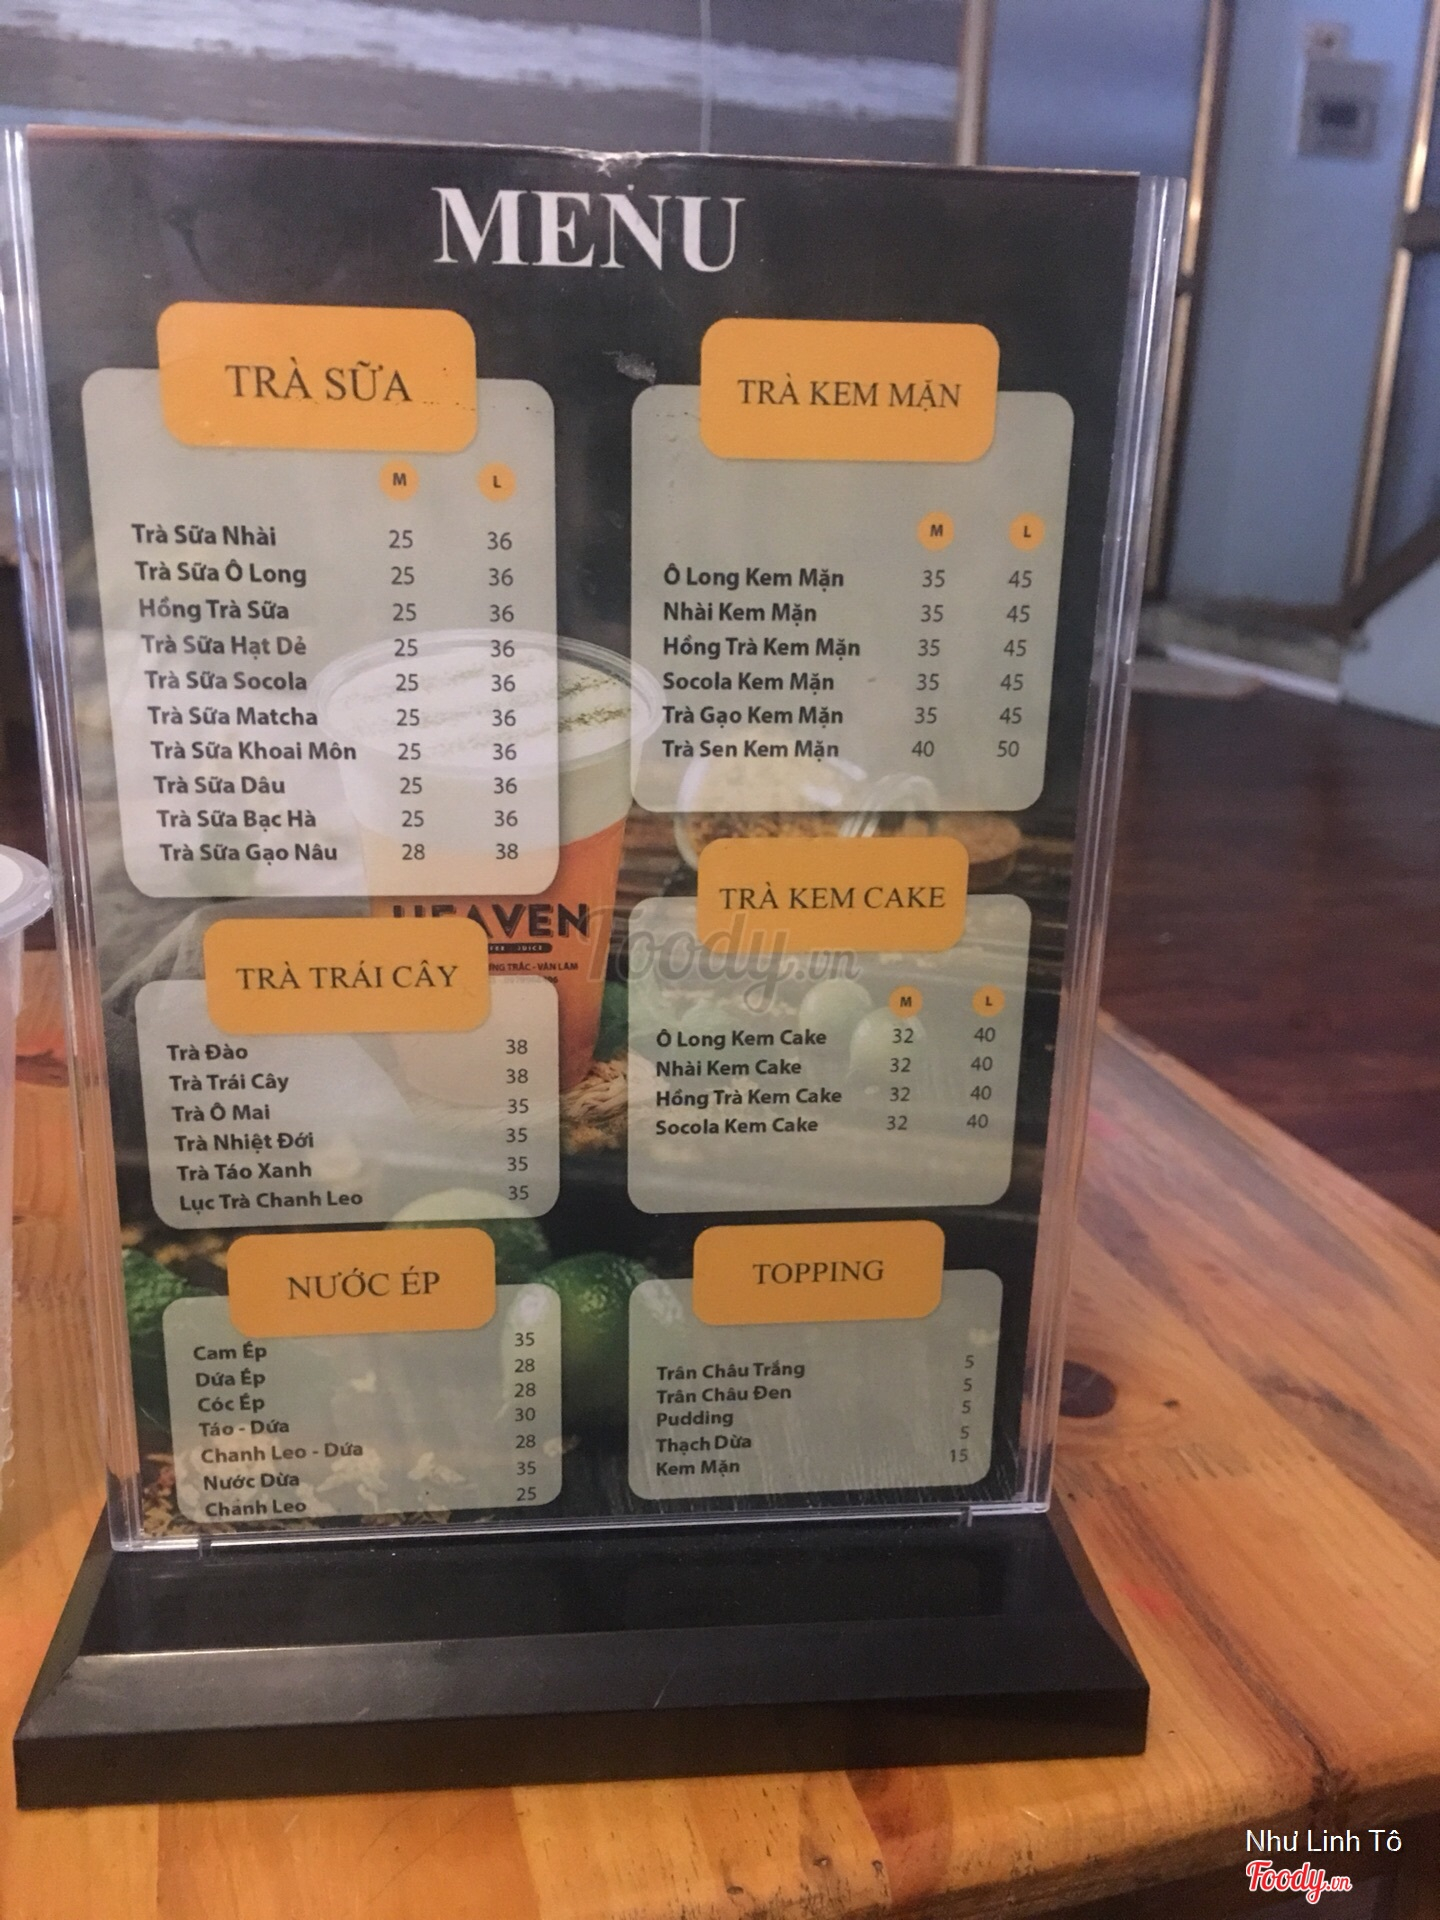 MENU
TRÀ SỮA
M L
Trà Sữa Nhài 25 36
Trà Sữa Ô Long 25 36
Hồng Trà Sữa 25 36
Trà Sữa Hạt Dẻ 25 36
Trà Sữa Socola 25 36
Trà Sữa Matcha 25 36
Trà Sữa Khoai Môn 25 36
Trà Sữa Dâu 25 36
Trà Sữa Bạc Hà 25 36
Trà Sữa Gạo Nâu 28 38
TRÀ KEM MẶN
M L
Ô Long Kem Mặn 35 45
Nhài Kem Mặn 35 45
Hồng Trà Kem Mặn 35 45
Socola Kem Mặn 35 45
Trà Gạo Kem Mặn 35 45
Trà Sen Kem Mặn 40 50
HEAVEN
JUICE
TRẮC - VĂN LÂM
TRÀ TRÁI CÂY
Trà Đào 38
Trà Trái Cây 38
Trà Ô Mai 35
Trà Nhiệt Đới 35
Trà Táo Xanh 35
Lục Trà Chanh Leo 35
TRÀ KEM CAKE
M L
Ô Long Kem Cake 32 40
Nhài Kem Cake 32 40
Hồng Trà Kem Cake 32 40
Socola Kem Cake 32 40
NƯỚC ÉP
Cam Ép 35
Dứa Ép 28
Cóc Ép 28
Táo - Dứa 30
Chanh Leo - Dứa 28
Nước Dừa 35
Chanh Leo 25
TOPPING
Trân Châu Trắng 5
Trân Châu Đen 5
Pudding 5
Thạch Dừa 5
Kem Mặn 15
Foody.vn
Như Linh Tô
Foody.vn